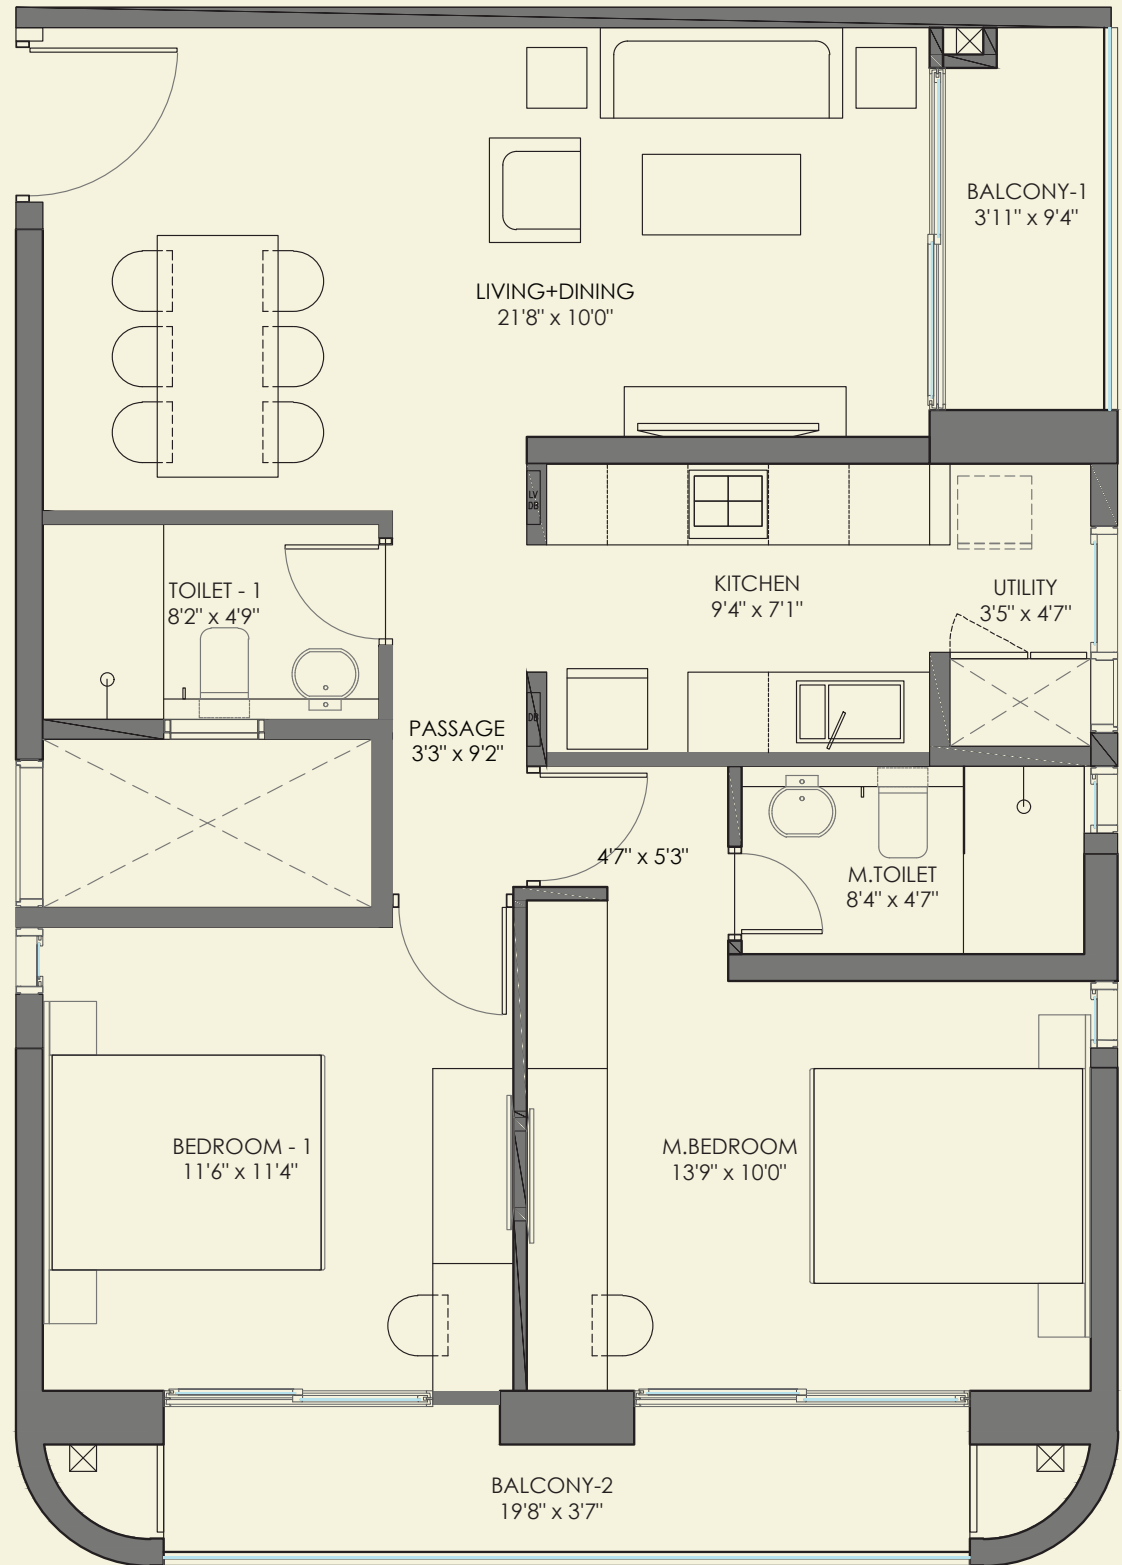 BALCONY-1
3'11" x 9'4"
LIVING+DINING
21'8" x 10'0"
LV
DB
KITCHEN
9'4" x 7'1"
UTILITY
3'5" x 4'7"
TOILET - 1
8'2" x 4'9"
DB
PASSAGE
3'3" x 9'2"
4'7" x 5'3"
M.TOILET
8'4" x 4'7"
BEDROOM - 1
11'6" x 11'4"
M.BEDROOM
13'9" x 10'0"
BALCONY-2
19'8" x 3'7"